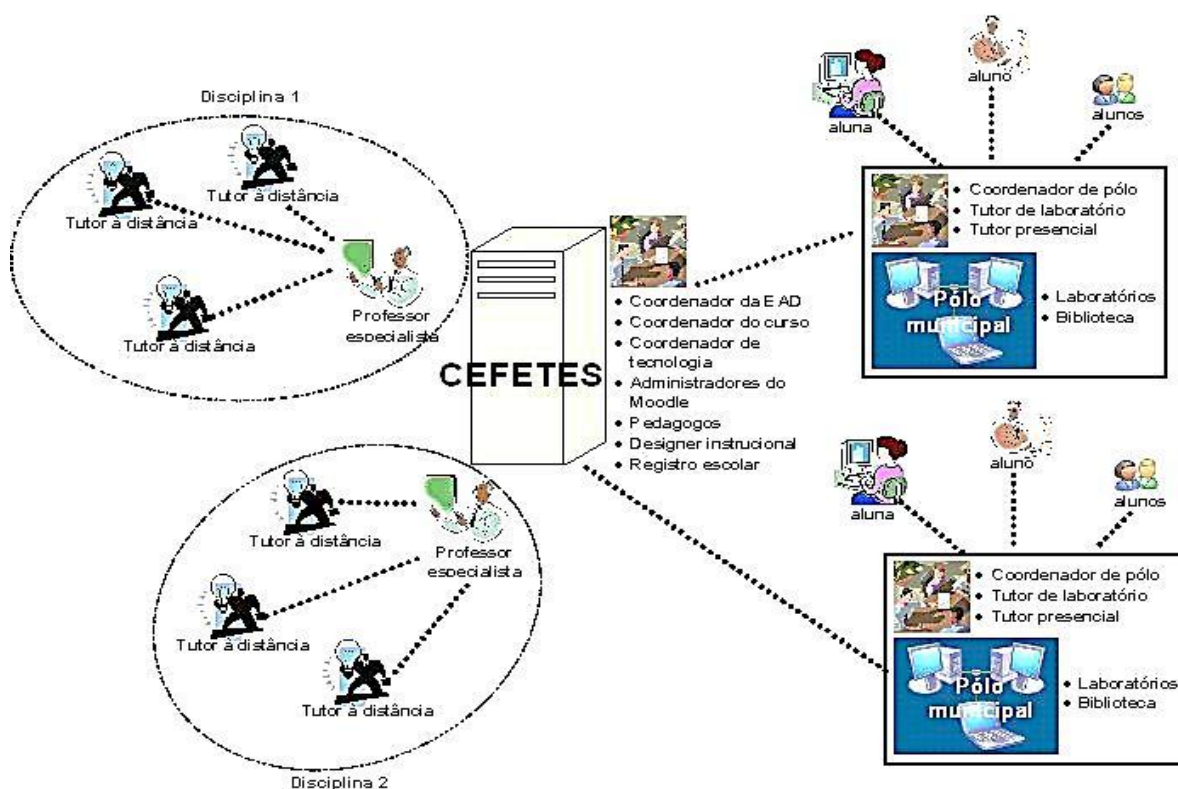 Disciplina 1
Tutor à distância
Tutor à distância
Tutor à distância
Professor
especialista
CEFETES
• Coordenador da EAD
• Coordenador do curso
• Coordenador de
tecnologia
• Administradores do
Moodle
• Pedagogos
• Designer instrucional
• Registro escolar
aluna
aluno
alunos
• Coordenador de pólo
• Tutor de laboratório
• Tutor presencial
Pólo
municipal
• Laboratórios
• Biblioteca
Tutor à distância
Tutor à distância
Tutor à distância
Professor
especialista
Disciplina 2
aluna
aluno
alunos
• Coordenador de pólo
• Tutor de laboratório
• Tutor presencial
Pólo
municipal
• Laboratórios
• Biblioteca